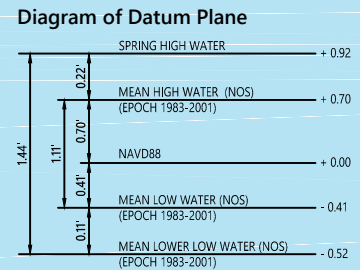 Diagram of Datum Plane
SPRING HIGH WATER
+ 0.92
0.22'
MEAN HIGH WATER (NOS)
(EPOCH 1983-2001)
+ 0.70
1.44'
1.11'
0.70'
NAVD88
+ 0.00
0.41'
MEAN LOW WATER (NOS)
(EPOCH 1983-2001)
- 0.41
0.11'
MEAN LOWER LOW WATER (NOS)
(EPOCH 1983-2001)
- 0.52